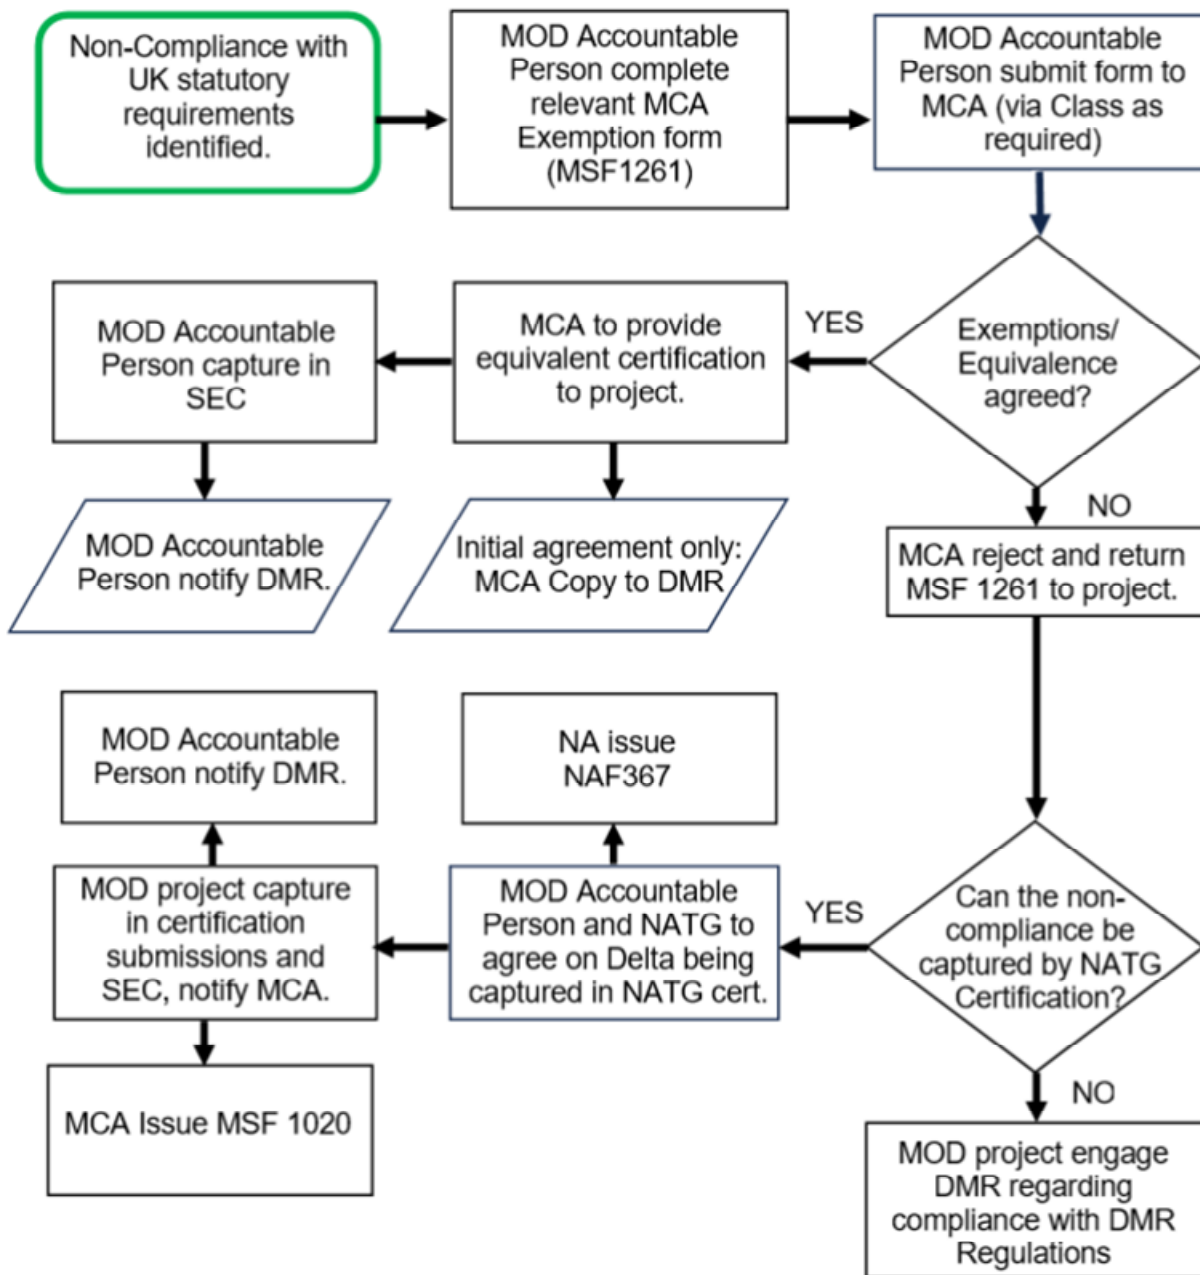 Non-Compliance with
UK statutory
requirements
identified.
MOD Accountable
Person complete
relevant MCA
Exemption form
(MSF1261)
MOD Accountable
Person submit form to
MCA (via Class as
required)
Exemptions/
Equivalence
agreed?
YES
MCA to provide
equivalent certification
to project.
MOD Accountable
Person capture in
SEC
MOD Accountable
Person notify DMR.
Initial agreement only:
MCA Copy to DMR
NO
MCA reject and return
MSF 1261 to project.
Can the non-
compliance be
captured by NATG
Certification?
YES
MOD Accountable
Person and NATG to
agree on Delta being
captured in NATG cert.
NA issue
NAF367
MOD project capture
in certification
submissions and
SEC, notify MCA.
MOD Accountable
Person notify DMR.
MCA Issue MSF 1020
NO
MOD project engage
DMR regarding
compliance with DMR
Regulations